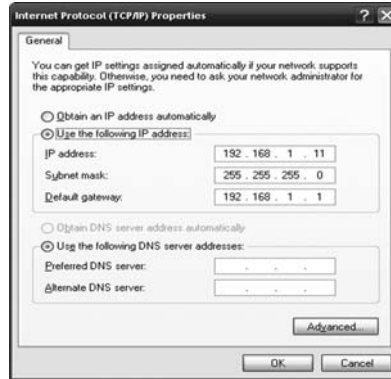 Internet Protocol (TCP/IP) Properties
General
You can get IP settings assigned automatically if your network supports
this capability. Otherwise, you need to ask your network administrator for
the appropriate IP settings.
Obtain an IP address automatically
Use the following IP address:
IP address: 192 . 168 . 1 . 11
Subnet mask: 255 . 255 . 255 . 0
Default gateway: 192 . 168 . 1 . 1
Obtain DNS server address automatically
Use the following DNS server addresses:
Preferred DNS server: . . .
Alternate DNS server: . . .
Advanced...
OK Cancel